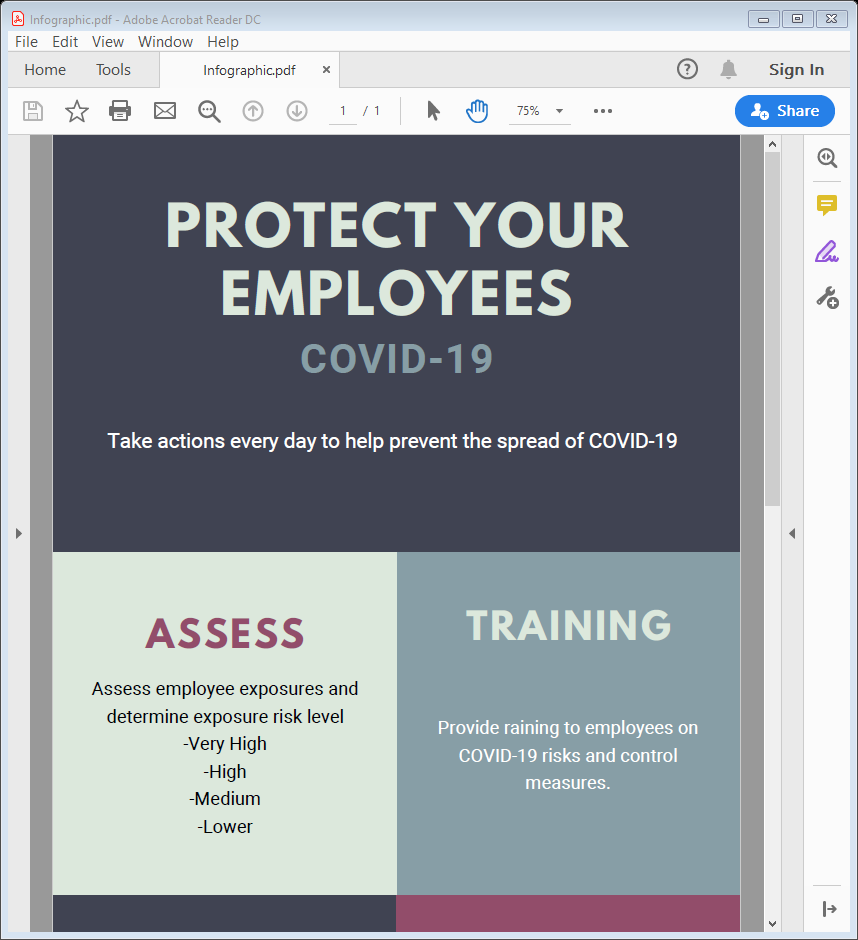 Infographic.pdf - Adobe Acrobat Reader DC
File Edit View Window Help
Home Tools Infographic.pdf × ? Sign In
1 / 1 75% Share
PROTECT YOUR
EMPLOYEES
COVID-19
Take actions every day to help prevent the spread of COVID-19
ASSESS
Assess employee exposures and
determine exposure risk level
-Very High
-High
-Medium
-Lower
TRAINING
Provide raining to employees on
COVID-19 risks and control
measures.